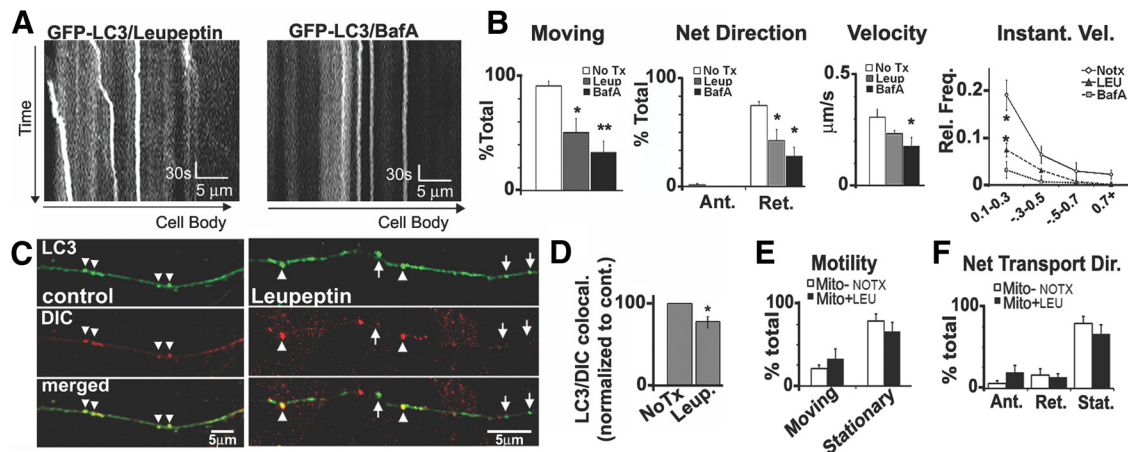 A
GFP-LC3/Leupeptin
GFP-LC3/BafA
Time
30s
5 μm
30s
5 μm
Cell Body
Cell Body
B
Moving
No Tx
Leup
BafA
%Total
100
0
*
**
Net Direction
No Tx
Leup
BafA
% Total
100
0
*
*
Ant.
Ret.
Velocity
No Tx
Leup
BafA
μm/s
0.5
0
*
Instant. Vel.
Notx
LEU
BafA
Rel. Freq.
0.2
0
*
*
0.1-0.3
-.3-0.5
-.5-0.7
0.7+
C
LC3
control
Leupeptin
DIC
merged
5μm
5μm
D
LC3/DIC colocal.
(normalized to cont.)
100
0
*
NoTx
Leup.
E
Motility
Mito- NOTX
Mito+LEU
% total
100
0
Moving
Stationary
F
Net Transport Dir.
Mito- NOTX
Mito+LEU
% total
100
0
Ant.
Ret.
Stat.